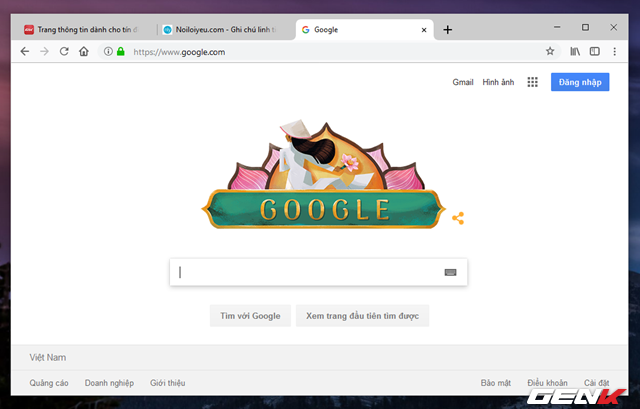 Trang thông tin dành cho tín đ
Noiloiyeu.com - Ghi chú linh ti
Google
https://www.google.com
Gmail Hình ảnh Đăng nhập
GOOGLE
Tìm với Google Xem trang đầu tiên tìm được
Việt Nam
Quảng cáo Doanh nghiệp Giới thiệu Bảo mật Điều khoản Cài đặt
GENK